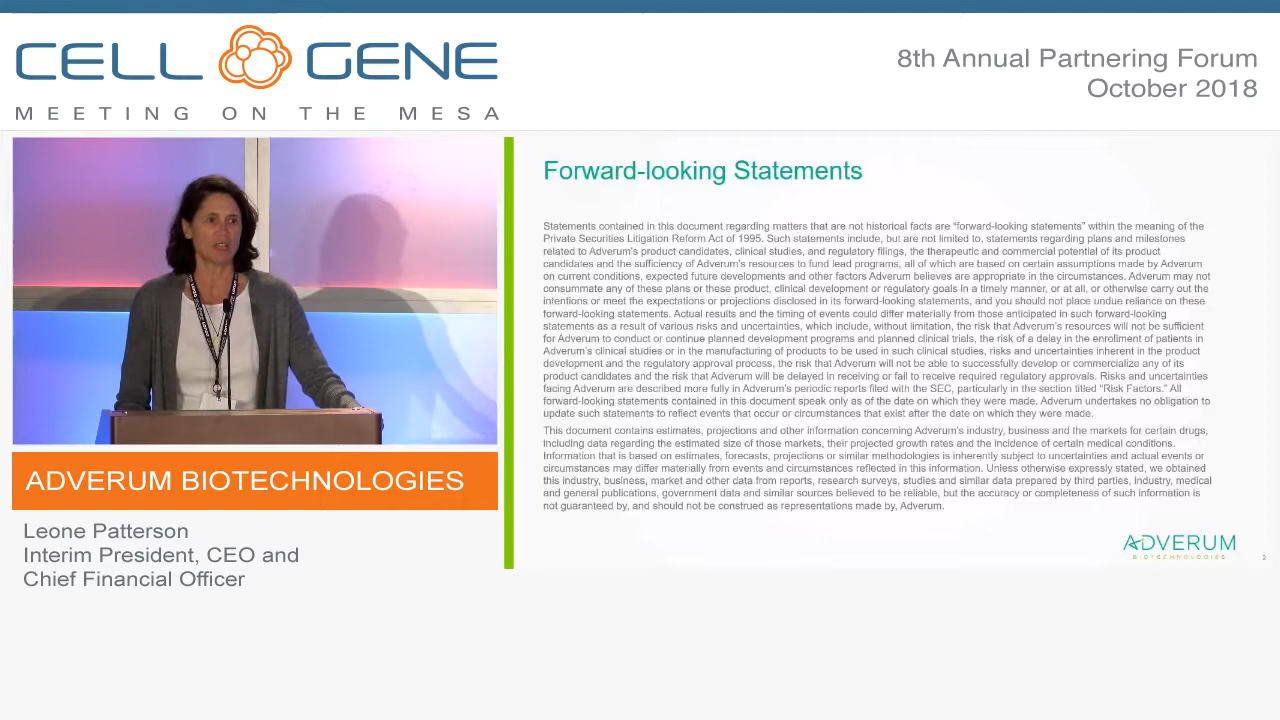 CELL GENE
MEETING ON THE MESA
8th Annual Partnering Forum
October 2018
ADVERUM BIOTECHNOLOGIES
Leone Patterson
Interim President, CEO and
Chief Financial Officer
Forward-looking Statements
Statements contained in this document regarding matters that are not historical facts are “forward-looking statements” within the meaning of the
Private Securities Litigation Reform Act of 1995. Such statements include, but are not limited to, statements regarding plans and milestones
related to Adverum’s product candidates, clinical studies, and regulatory filings, the therapeutic and commercial potential of its product
candidates and the sufficiency of Adverum’s resources to fund lead programs, all of which are based on certain assumptions made by Adverum
on current conditions, expected future developments and other factors Adverum believes are appropriate in the circumstances. Adverum may not
consummate any of these plans or these product, clinical development or regulatory goals in a timely manner, or at all, or otherwise carry out the
intentions or meet the expectations or projections disclosed in its forward-looking statements, and you should not place undue reliance on these
forward-looking statements. Actual results and the timing of events could differ materially from those anticipated in such forward-looking
statements as a result of various risks and uncertainties, which include, without limitation, the risk that Adverum’s resources will not be sufficient
for Adverum to conduct or continue planned development programs and planned clinical trials, the risk of a delay in the enrollment of patients in
Adverum’s clinical studies or in the manufacturing of products to be used in such clinical studies, risks and uncertainties inherent in the product
development and the regulatory approval process, the risk that Adverum will not be able to successfully develop or commercialize any of its
product candidates and the risk that Adverum will be delayed in receiving or fail to receive required regulatory approvals. Risks and uncertainties
facing Adverum are described more fully in Adverum’s periodic reports filed with the SEC, particularly in the section titled “Risk Factors.” All
forward-looking statements contained in this document speak only as of the date on which they were made. Adverum undertakes no obligation to
update such statements to reflect events that occur or circumstances that exist after the date on which they were made.
This document contains estimates, projections and other information concerning Adverum’s industry, business and the markets for certain drugs,
including data regarding the estimated size of those markets, their projected growth rates and the incidence of certain medical conditions.
Information that is based on estimates, forecasts, projections or similar methodologies is inherently subject to uncertainties and actual events or
circumstances may differ materially from events and circumstances reflected in this information. Unless otherwise expressly stated, we obtained
this industry, business, market and other data from reports, research surveys, studies and similar data prepared by third parties, industry, medical
and general publications, government data and similar sources believed to be reliable, but the accuracy or completeness of such information is
not guaranteed by, and should not be construed as representations made by, Adverum.
ADVERUM
BIOTECHNOLOGIES
2